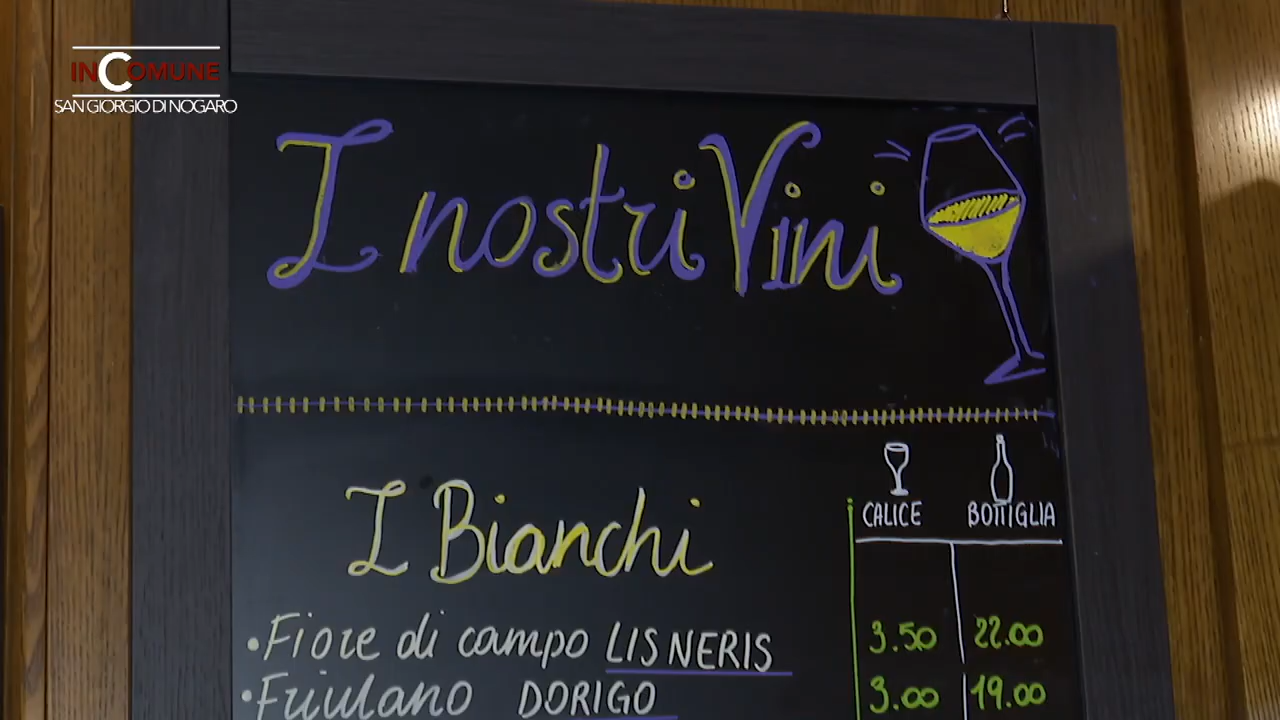 INCOMUNE
SAN GIORGIO DI NOGARO
I nostri Vini
I Bianchi
CALICE BOTTIGLIA
•Fiore di campo LIS NERIS 3.50 22.00
•Friulano DORIGO 3.00 19.00